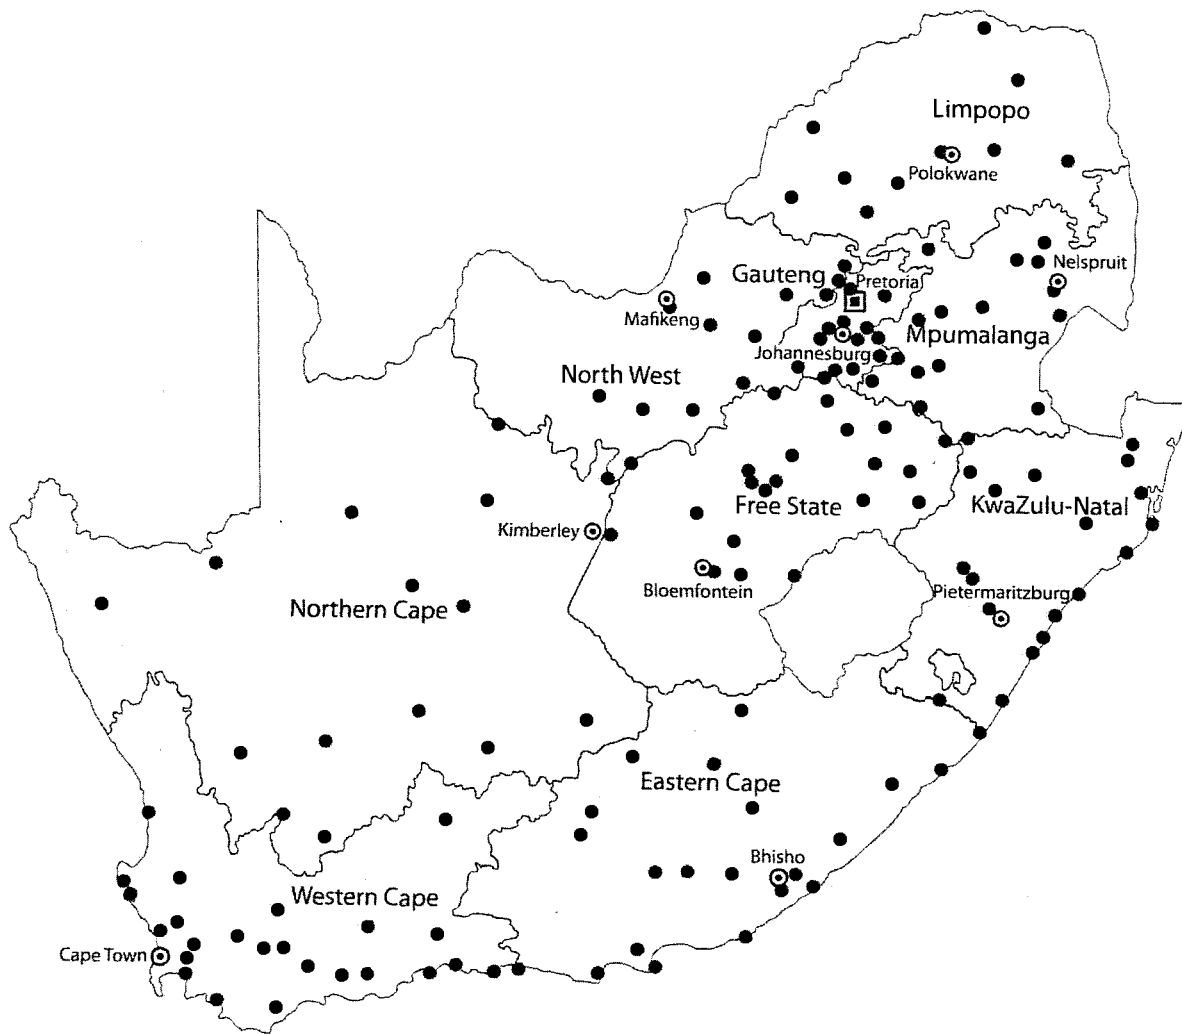 Limpopo
Polokwane
Gauteng
Pretoria
Nelspruit
Mafikeng
Mpumalanga
Johannesburg
North West
Free State
KwaZulu-Natal
Kimberley
Bloemfontein
Pietermaritzburg
Northern Cape
Eastern Cape
Bhisho
Western Cape
Cape Town